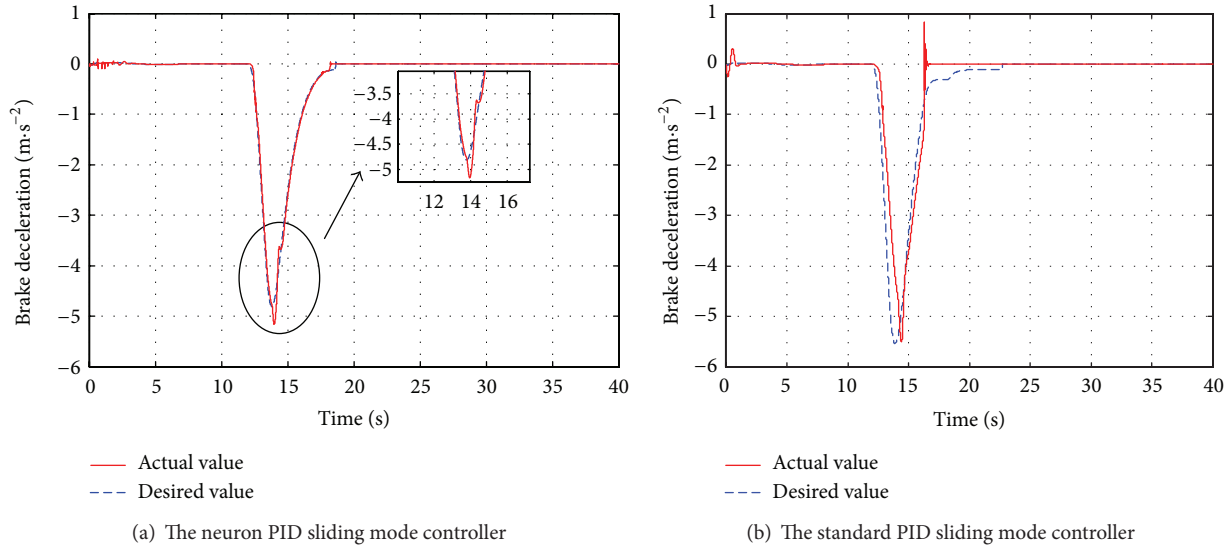 1
0
−1
−2
−3
−4
−5
−6
Brake deceleration (m·s⁻²)
−3.5
−4
−4.5
−5
12 14 16
0 5 10 15 20 25 30 35 40
Time (s)
Actual value
Desired value
(a) The neuron PID sliding mode controller
1
0
−1
−2
−3
−4
−5
−6
Brake deceleration (m·s⁻²)
0 5 10 15 20 25 30 35 40
Time (s)
Actual value
Desired value
(b) The standard PID sliding mode controller